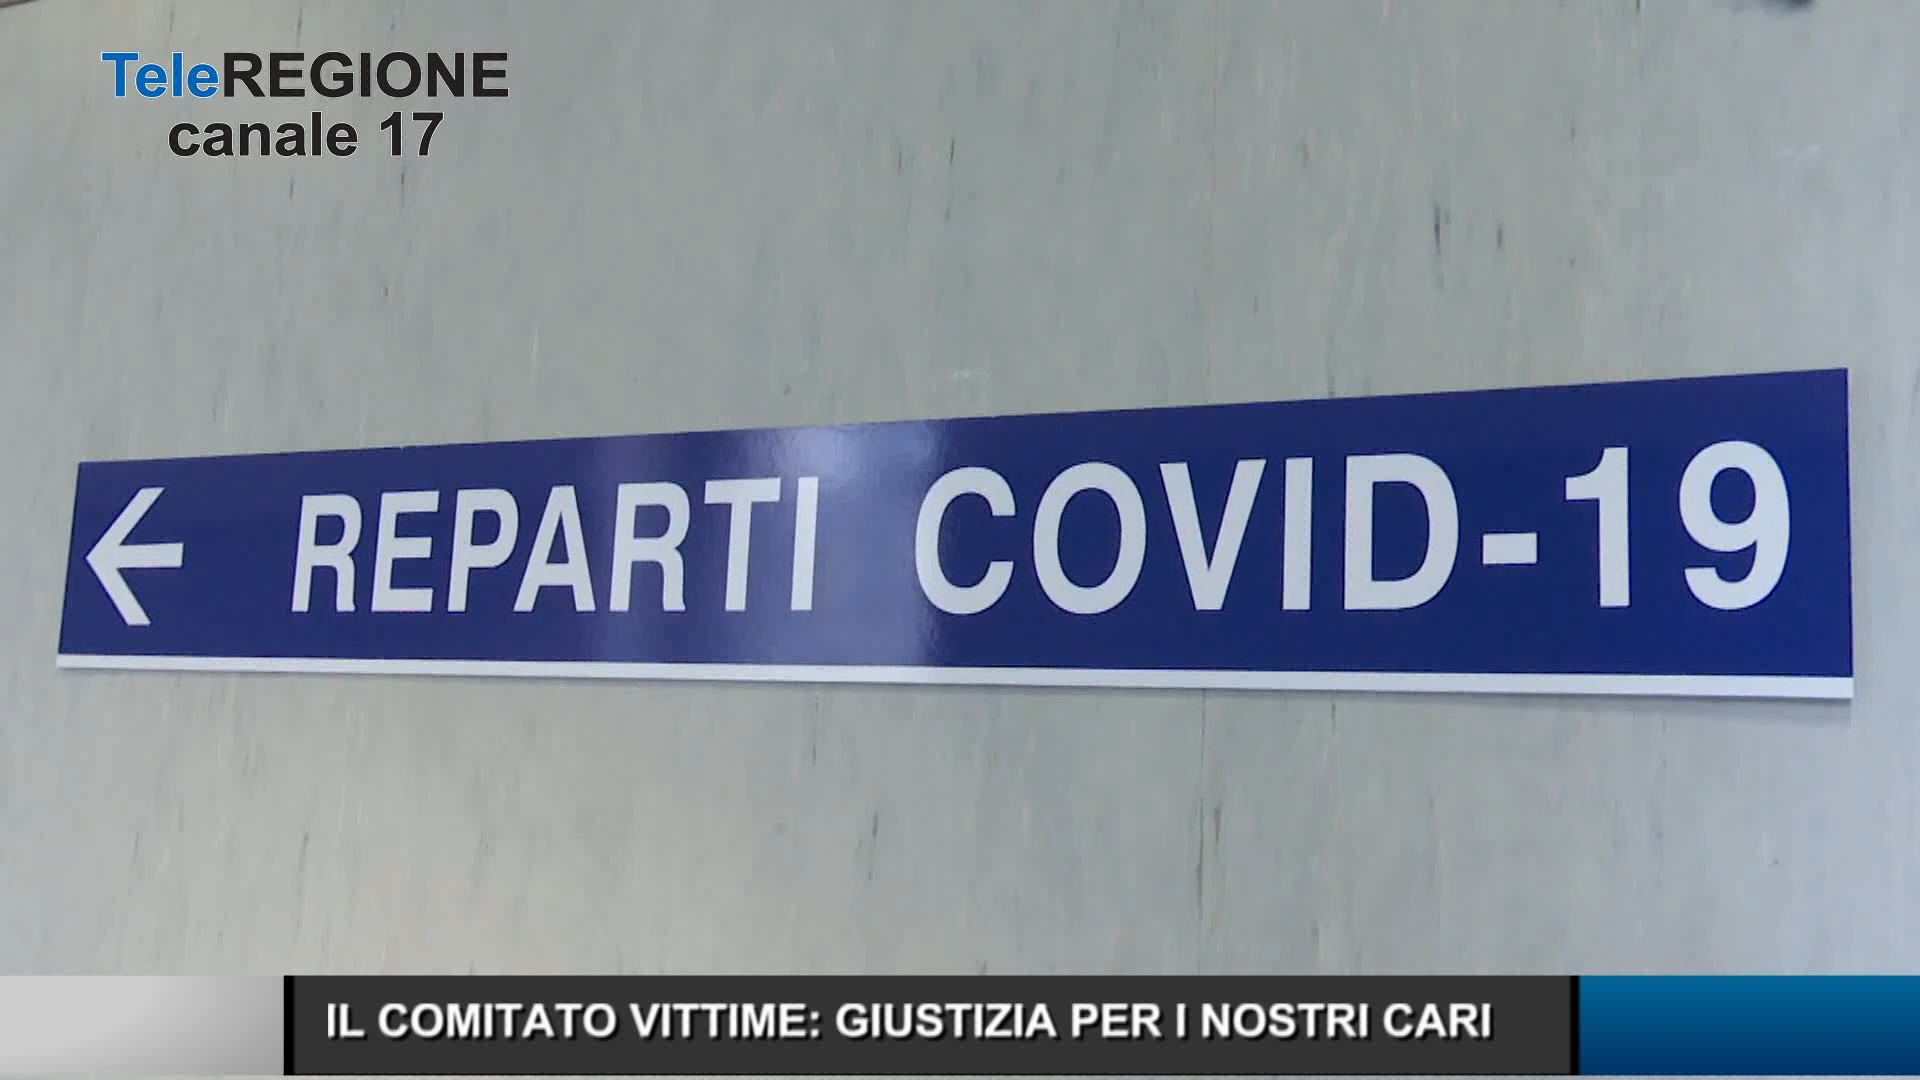 TeleREGIONE
canale 17
← REPARTI COVID-19
IL COMITATO VITTIME: GIUSTIZIA PER I NOSTRI CARI